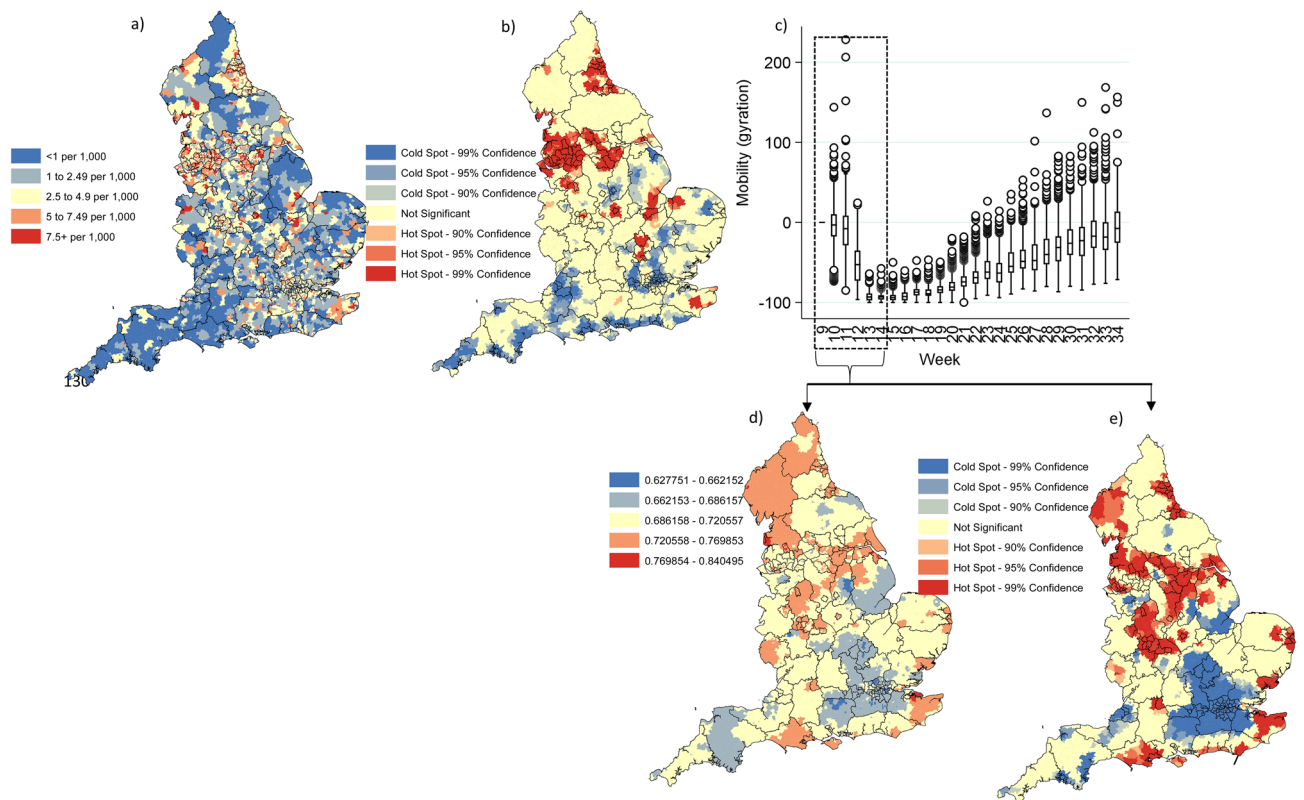 a)
<1 per 1,000
1 to 2.49 per 1,000
2.5 to 4.9 per 1,000
5 to 7.49 per 1,000
7.5+ per 1,000
130
b)
Cold Spot - 99% Confidence
Cold Spot - 95% Confidence
Cold Spot - 90% Confidence
Not Significant
Hot Spot - 90% Confidence
Hot Spot - 95% Confidence
Hot Spot - 99% Confidence
c)
Mobility (gyration)
200
100
0
-100
19 10 11 12 13 14 15 16 17 18 19 20 21 22 23 24 25 26 27 28 29 30 31 32 33 34
Week
d)
0.627751 - 0.662152
0.662153 - 0.686157
0.686158 - 0.720557
0.720558 - 0.769853
0.769854 - 0.840495
e)
Cold Spot - 99% Confidence
Cold Spot - 95% Confidence
Cold Spot - 90% Confidence
Not Significant
Hot Spot - 90% Confidence
Hot Spot - 95% Confidence
Hot Spot - 99% Confidence